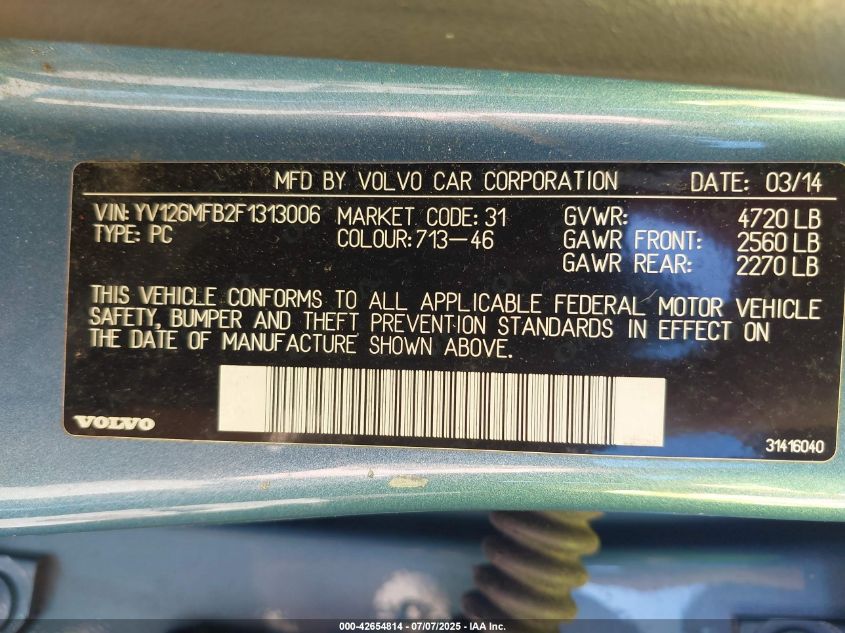 MFD BY VOLVO CAR CORPORATION DATE: 03/14
VIN: YV126MFB2F1313006 MARKET CODE: 31 GVWR: 4720 LB
TYPE: PC COLOUR: 713-46 GAWR FRONT: 2560 LB
GAWR REAR: 2270 LB
THIS VEHICLE CONFORMS TO ALL APPLICABLE FEDERAL MOTOR VEHICLE
SAFETY, BUMPER AND THEFT PREVENTION STANDARDS IN EFFECT ON
THE DATE OF MANUFACTURE SHOWN ABOVE.
VOLVO
31416040
000-42654814 - 07/07/2025 - IAA Inc.